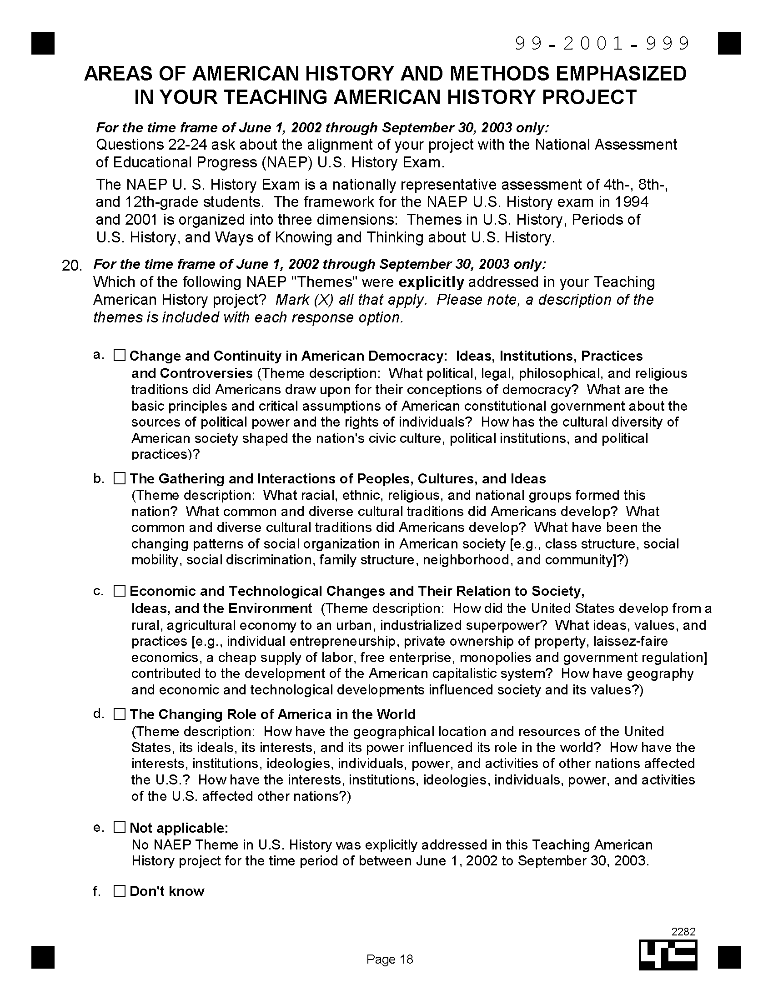 99-2001-999
AREAS OF AMERICAN HISTORY AND METHODS EMPHASIZED
IN YOUR TEACHING AMERICAN HISTORY PROJECT
For the time frame of June 1, 2002 through September 30, 2003 only:
Questions 22-24 ask about the alignment of your project with the National Assessment
of Educational Progress (NAEP) U.S. History Exam.
The NAEP U. S. History Exam is a nationally representative assessment of 4th-, 8th-,
and 12th-grade students.  The framework for the NAEP U.S. History exam in 1994
and 2001 is organized into three dimensions:  Themes in U.S. History, Periods of
U.S. History, and Ways of Knowing and Thinking about U.S. History.
20. For the time frame of June 1, 2002 through September 30, 2003 only:
Which of the following NAEP "Themes" were explicitly addressed in your Teaching
American History project?  Mark (X) all that apply.  Please note, a description of the
themes is included with each response option.
a. ☐ Change and Continuity in American Democracy:  Ideas, Institutions, Practices
and Controversies (Theme description:  What political, legal, philosophical, and religious
traditions did Americans draw upon for their conceptions of democracy?  What are the
basic principles and critical assumptions of American constitutional government about the
sources of political power and the rights of individuals?  How has the cultural diversity of
American society shaped the nation's civic culture, political institutions, and political
practices)?
b. ☐ The Gathering and Interactions of Peoples, Cultures, and Ideas
(Theme description:  What racial, ethnic, religious, and national groups formed this
nation?  What common and diverse cultural traditions did Americans develop?  What
common and diverse cultural traditions did Americans develop?  What have been the
changing patterns of social organization in American society [e.g., class structure, social
mobility, social discrimination, family structure, neighborhood, and community]?)
c. ☐ Economic and Technological Changes and Their Relation to Society,
Ideas, and the Environment  (Theme description:  How did the United States develop from a
rural, agricultural economy to an urban, industrialized superpower?  What ideas, values, and
practices [e.g., individual entrepreneurship, private ownership of property, laissez-faire
economics, a cheap supply of labor, free enterprise, monopolies and government regulation]
contributed to the development of the American capitalistic system?  How have geography
and economic and technological developments influenced society and its values?)
d. ☐ The Changing Role of America in the World
(Theme description:  How have the geographical location and resources of the United
States, its ideals, its interests, and its power influenced its role in the world?  How have the
interests, institutions, ideologies, individuals, power, and activities of other nations affected
the U.S.?  How have the interests, institutions, ideologies, individuals, power, and activities
of the U.S. affected other nations?)
e. ☐ Not applicable:
No NAEP Theme in U.S. History was explicitly addressed in this Teaching American
History project for the time period of between June 1, 2002 to September 30, 2003.
f. ☐ Don't know
2282
Page 18